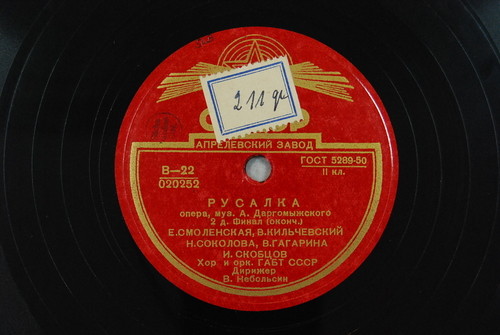 211 ди
АПРЕЛЕВСКИЙ ЗАВОД
В—22
020252
ГОСТ 5289-50
II кл.
РУСАЛКА
опера, муз. А. Даргомыжского
2 д. Финал (оконч.)
Е. СМОЛЕНСКАЯ, В. КИЛЬЧЕВСКИЙ
Н. СОКОЛОВА, В. ГАГАРИНА
И. СКОБЦОВ
Хор и орк. ГАБТ СССР
Дирижер
В. Небольсин